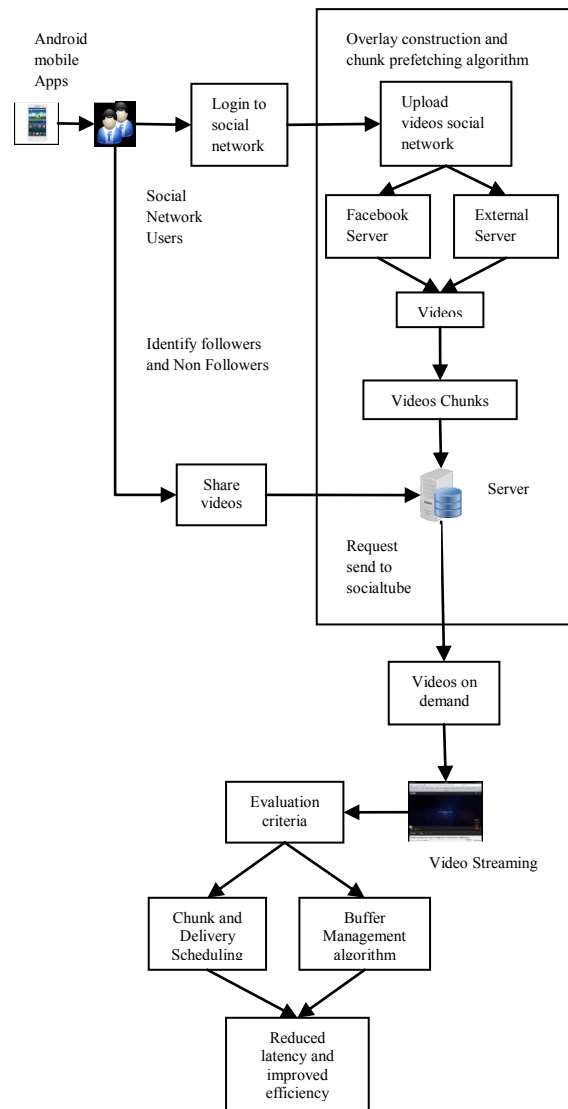 Android
mobile
Apps
Overlay construction and
chunk prefetching algorithm
Login to
social
network
Upload
videos social
network
Social
Network
Users
Facebook
Server
External
Server
Videos
Identify followers
and Non Followers
Videos Chunks
Share
videos
Server
Request
send to
socialtube
Videos on
demand
Evaluation
criteria
Video Streaming
Chunk and
Delivery
Scheduling
Buffer
Management
algorithm
Reduced
latency and
improved
efficiency